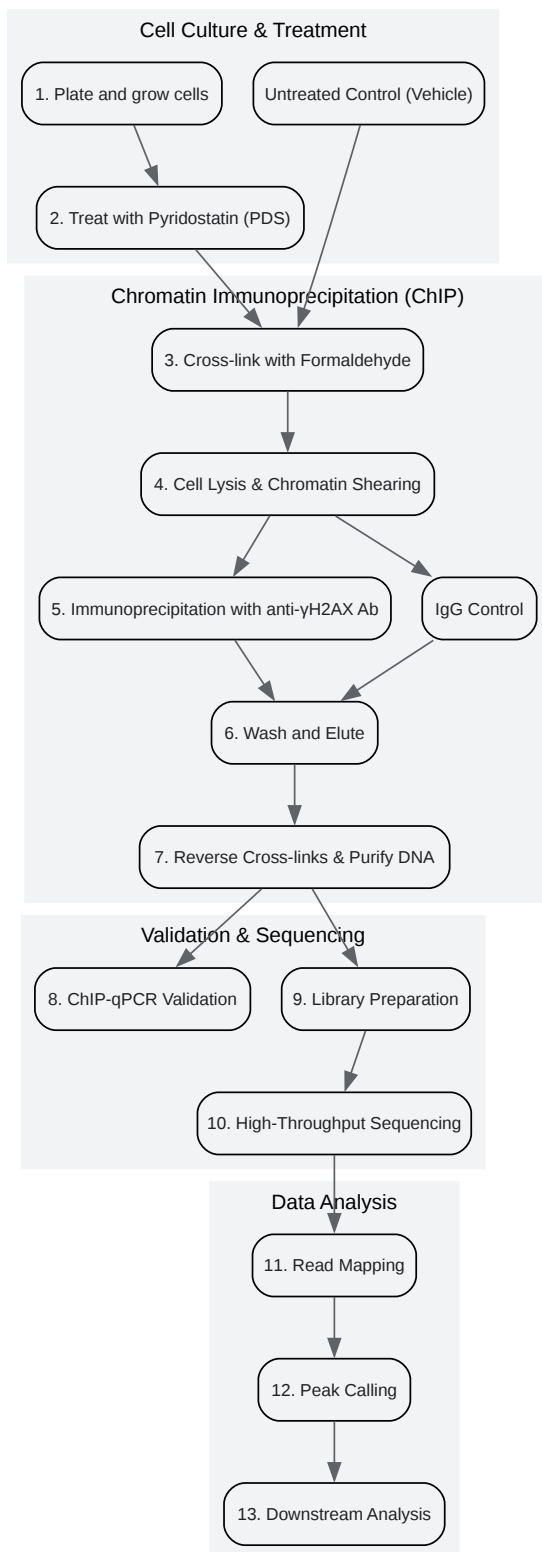 Cell Culture & Treatment
1. Plate and grow cells
Untreated Control (Vehicle)
2. Treat with Pyridostatin (PDS)
Chromatin Immunoprecipitation (ChIP)
3. Cross-link with Formaldehyde
4. Cell Lysis & Chromatin Shearing
5. Immunoprecipitation with anti-γH2AX Ab
IgG Control
6. Wash and Elute
7. Reverse Cross-links & Purify DNA
Validation & Sequencing
8. ChIP-qPCR Validation
9. Library Preparation
10. High-Throughput Sequencing
Data Analysis
11. Read Mapping
12. Peak Calling
13. Downstream Analysis